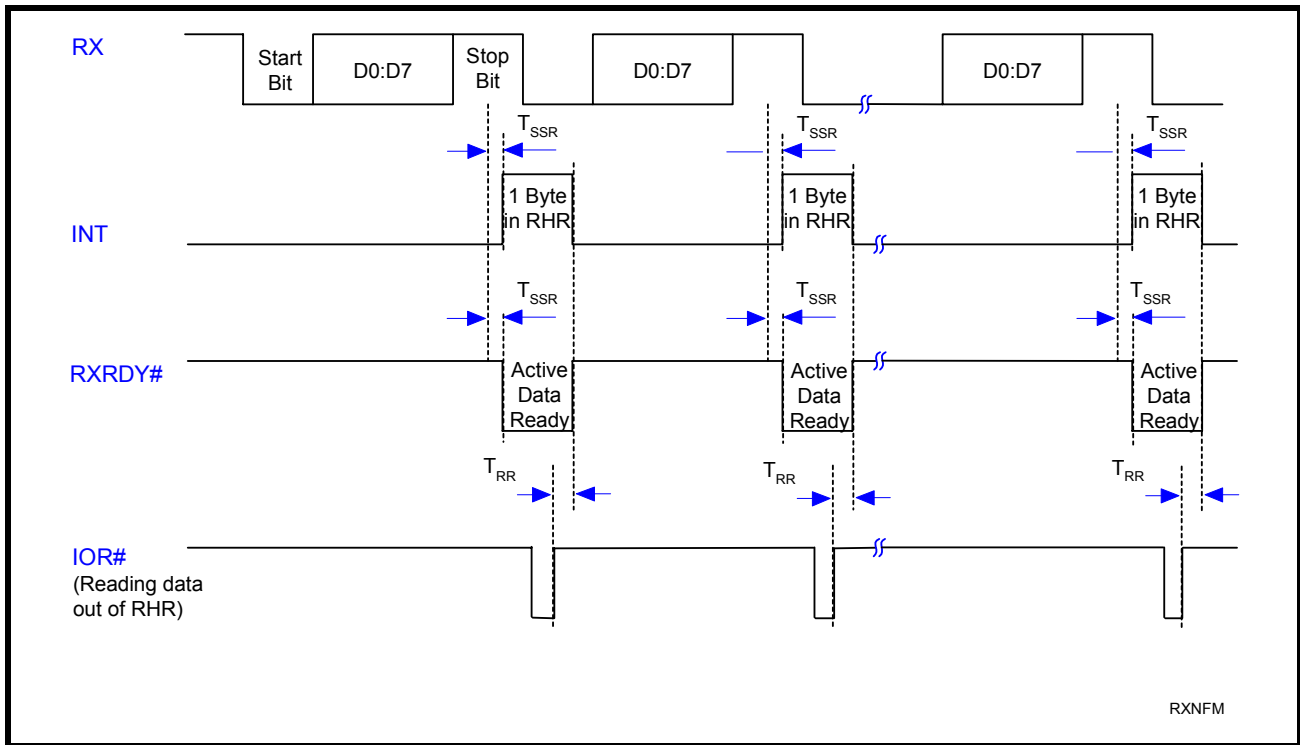 RX
Start
Bit
D0:D7
Stop
Bit
D0:D7
D0:D7
TSSR
TSSR
TSSR
INT
1 Byte
in RHR
1 Byte
in RHR
1 Byte
in RHR
TSSR
TSSR
TSSR
RXRDY#
Active
Data
Ready
Active
Data
Ready
Active
Data
Ready
TRR
TRR
TRR
IOR#
(Reading data
out of RHR)
RXNFM